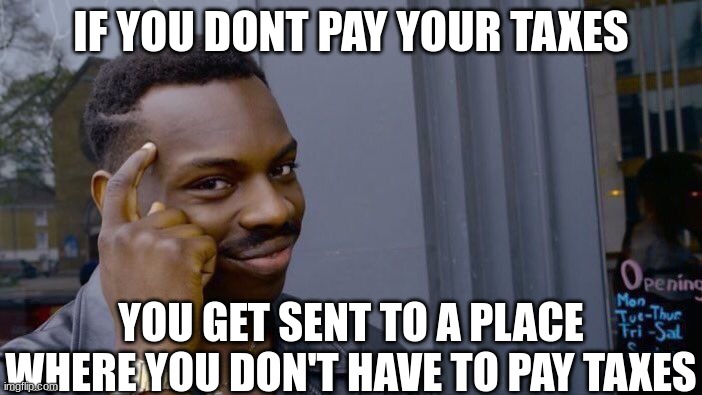 IF YOU DONT PAY YOUR TAXES
Opening
Mon
Tue-Thur
Fri-Sat
S
YOU GET SENT TO A PLACE
WHERE YOU DON'T HAVE TO PAY TAXES
imgflip.com